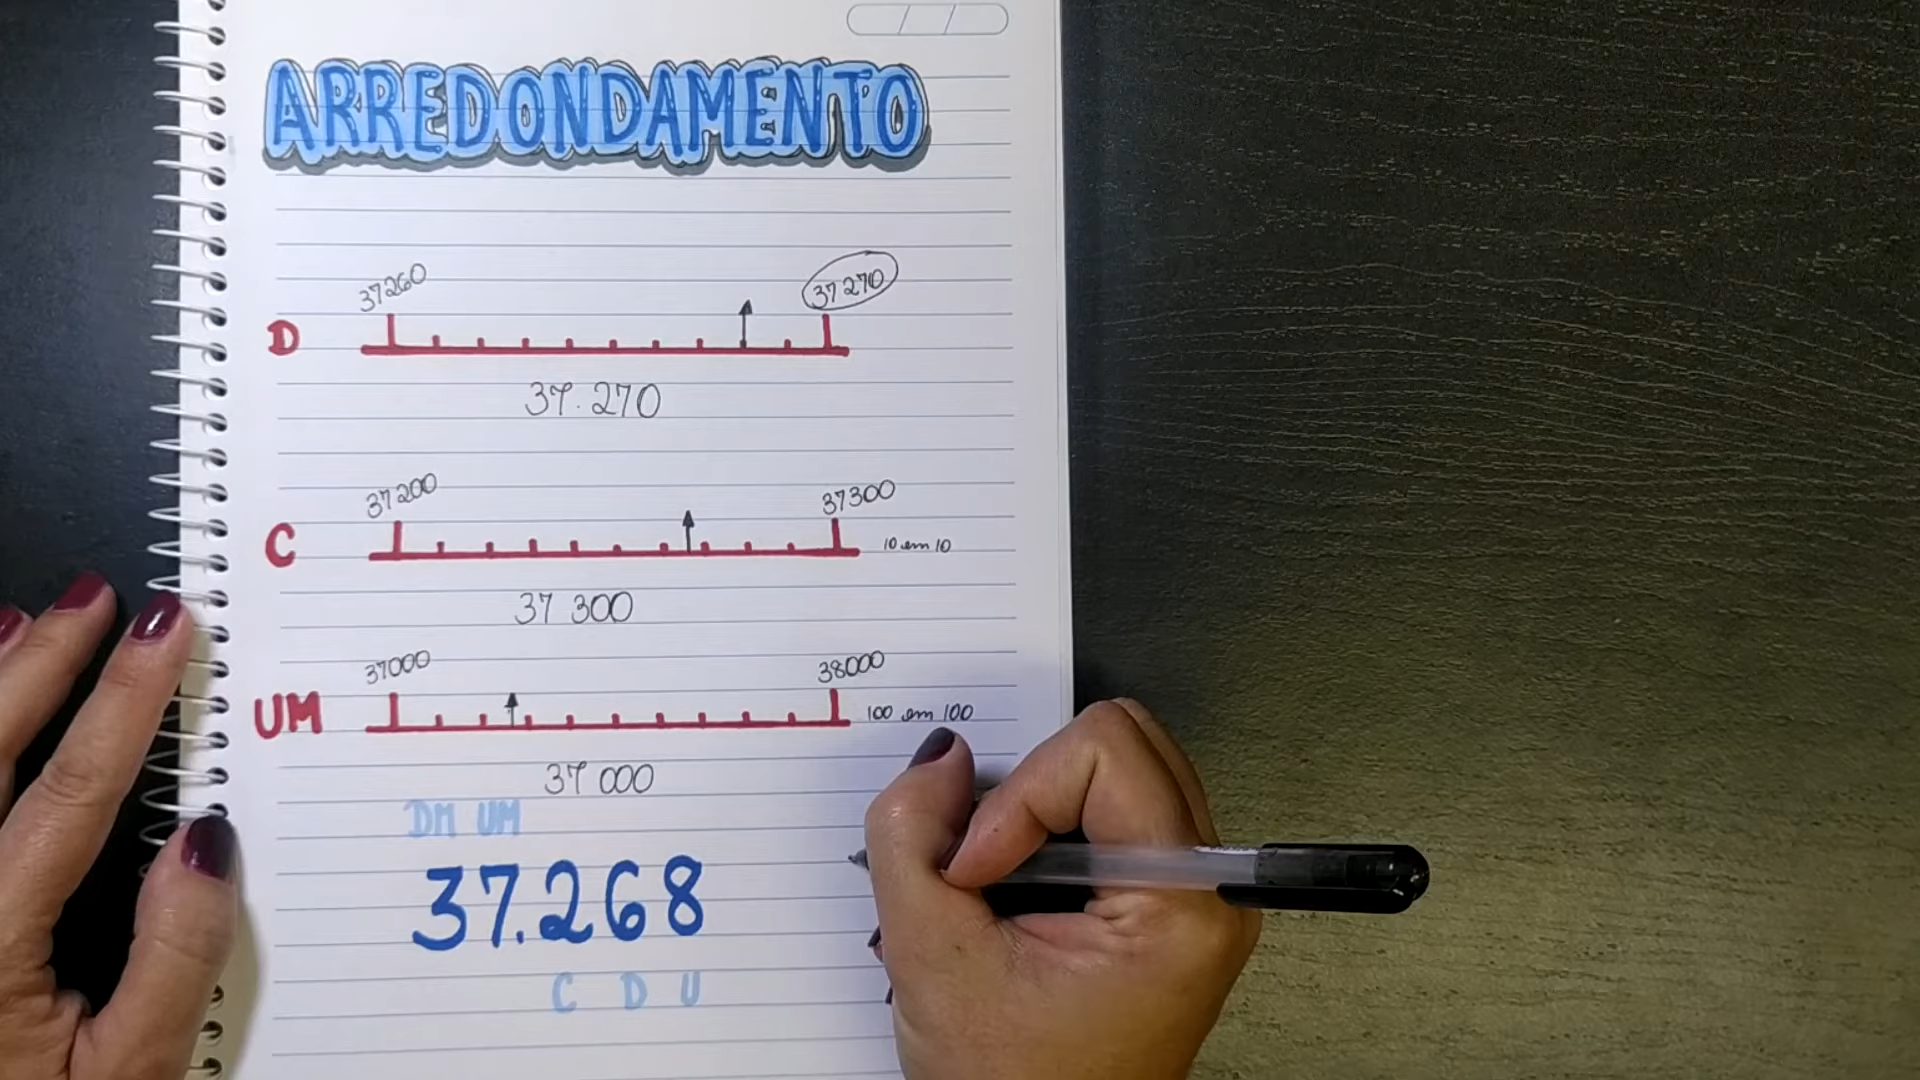 ARREDONDAMENTO
37260 37270
D
37.270
37200 37300
C 10 em 10
37 300
37000 38000
UM 100 em 100
37 000
DM UM
37.268
C D U